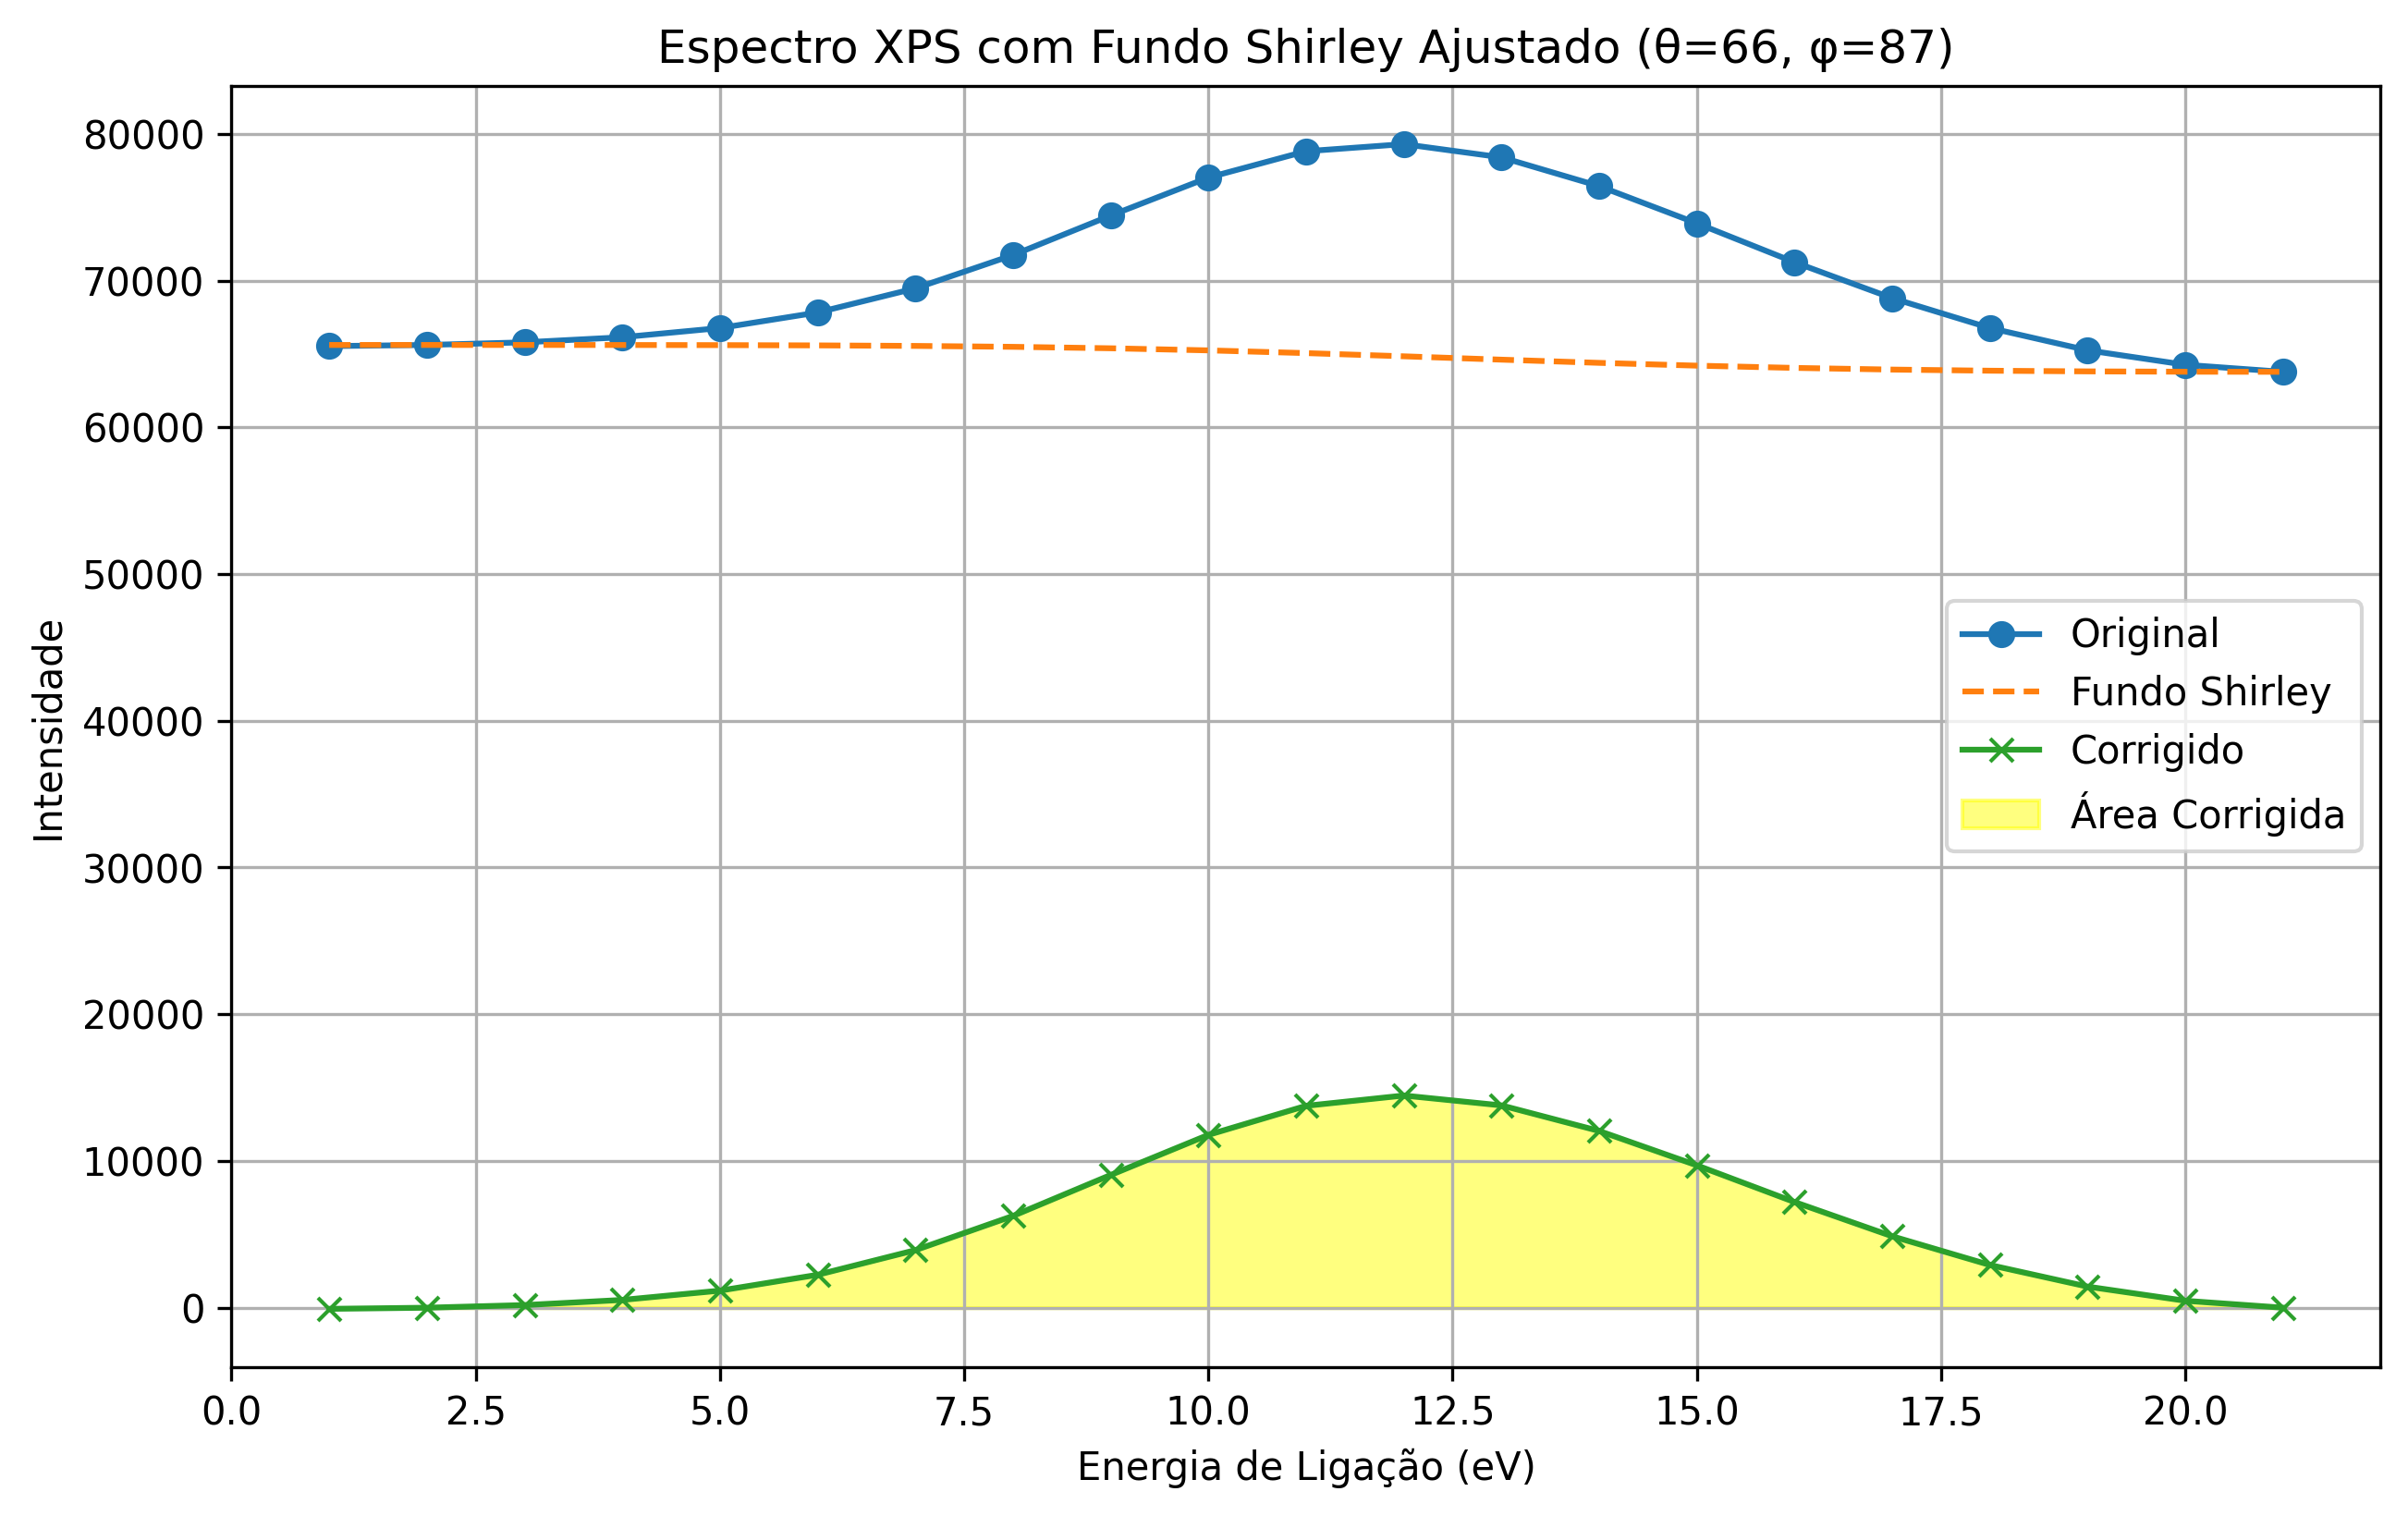 Espectro XPS com Fundo Shirley Ajustado (θ=66, φ=87)
80000
70000
60000
50000
40000
30000
20000
10000
0
Intensidade
Original
Fundo Shirley
Corrigido
Área Corrigida
0.0 2.5 5.0 7.5 10.0 12.5 15.0 17.5 20.0
Energia de Ligação (eV)